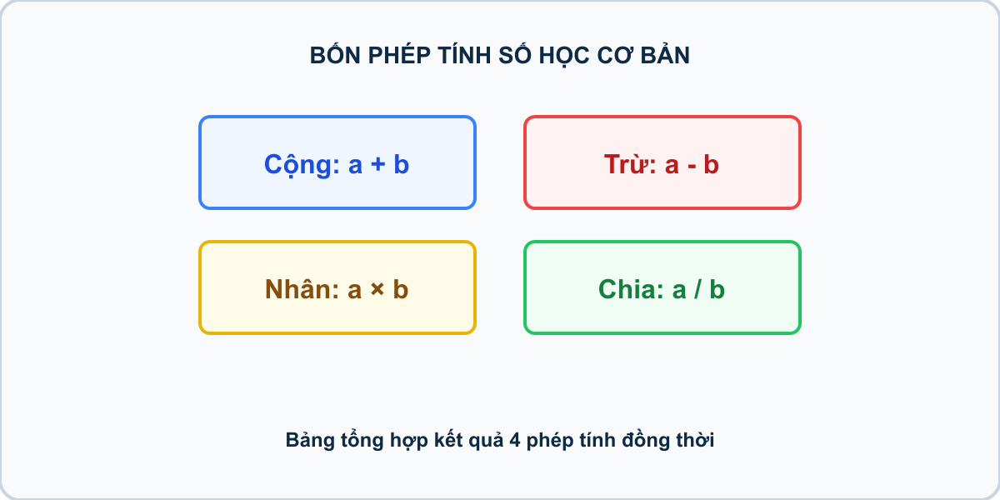 BỐN PHÉP TÍNH SỐ HỌC CƠ BẢN
Cộng: a + b
Trừ: a - b
Nhân: a × b
Chia: a / b
Bảng tổng hợp kết quả 4 phép tính đồng thời